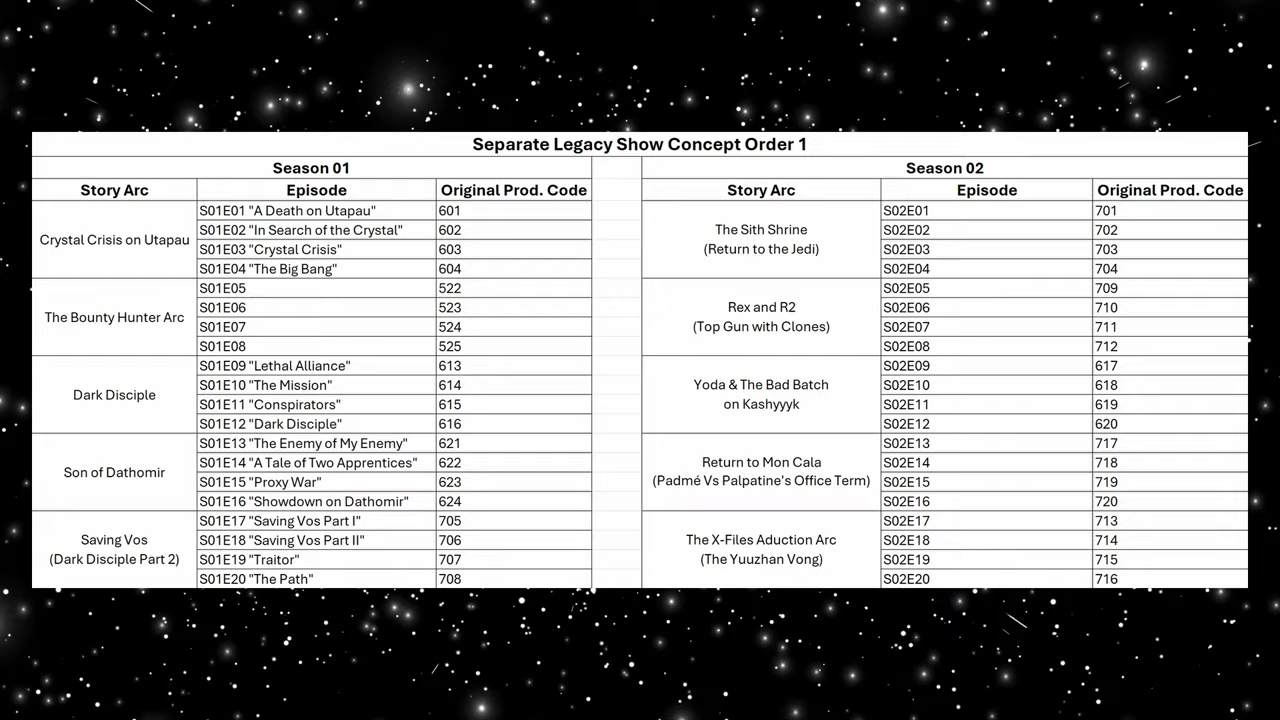 Separate Legacy Show Concept Order 1
Season 01
Story Arc Episode Original Prod. Code
Crystal Crisis on Utapau
S01E01 "A Death on Utapau" 601
S01E02 "In Search of the Crystal" 602
S01E03 "Crystal Crisis" 603
S01E04 "The Big Bang" 604
The Bounty Hunter Arc
S01E05 522
S01E06 523
S01E07 524
S01E08 525
Dark Disciple
S01E09 "Lethal Alliance" 613
S01E10 "The Mission" 614
S01E11 "Conspirators" 615
S01E12 "Dark Disciple" 616
Son of Dathomir
S01E13 "The Enemy of My Enemy" 621
S01E14 "A Tale of Two Apprentices" 622
S01E15 "Proxy War" 623
S01E16 "Showdown on Dathomir" 624
Saving Vos
(Dark Disciple Part 2)
S01E17 "Saving Vos Part I" 705
S01E18 "Saving Vos Part II" 706
S01E19 "Traitor" 707
S01E20 "The Path" 708
Season 02
Story Arc Episode Original Prod. Code
The Sith Shrine
(Return to the Jedi)
S02E01 701
S02E02 702
S02E03 703
S02E04 704
Rex and R2
(Top Gun with Clones)
S02E05 709
S02E06 710
S02E07 711
S02E08 712
Yoda & The Bad Batch
on Kashyyyk
S02E09 617
S02E10 618
S02E11 619
S02E12 620
Return to Mon Cala
(Padmé Vs Palpatine's Office Term)
S02E13 717
S02E14 718
S02E15 719
S02E16 720
The X-Files Aduction Arc
(The Yuuzhan Vong)
S02E17 713
S02E18 714
S02E19 715
S02E20 716